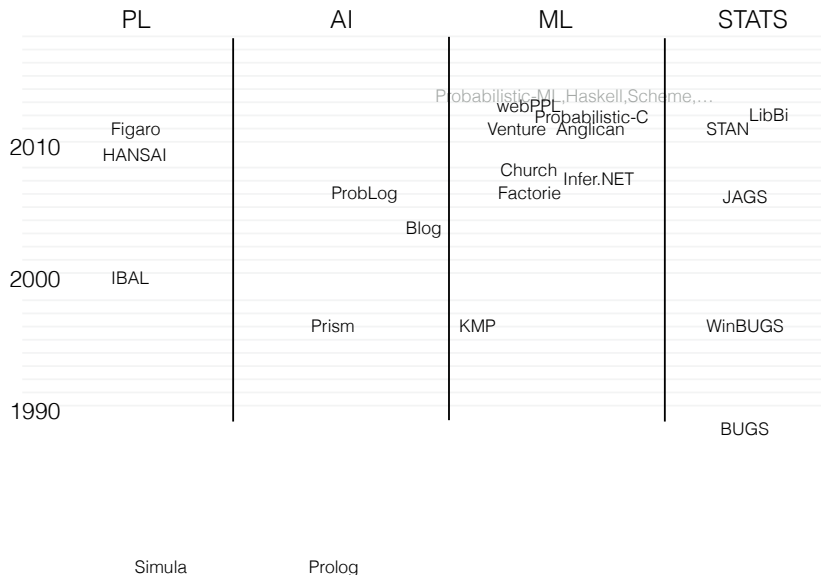 PL AI ML STATS
Probabilistic-ML,Haskell,Scheme,…
webPPL
Probabilistic-C LibBi
Figaro Venture Anglican STAN
2010
HANSAI
Church
Infer.NET
ProbLog Factorie JAGS
Blog
2000 IBAL
Prism KMP WinBUGS
1990
BUGS
Simula Prolog